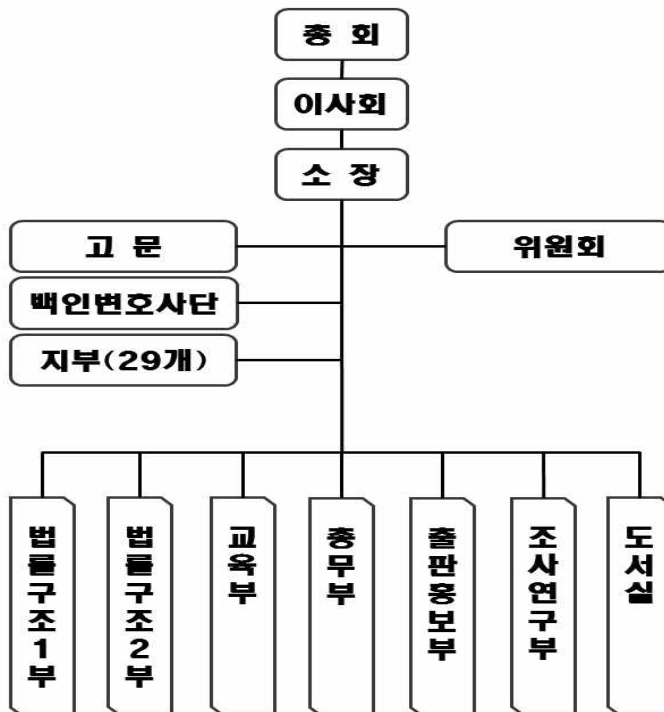 총 회
이사회
소 장
고 문
위원회
백인변호사단
지부(29개)
법률구조1부
법률구조2부
교육부
총무부
출판홍보부
조사연구부
도서실